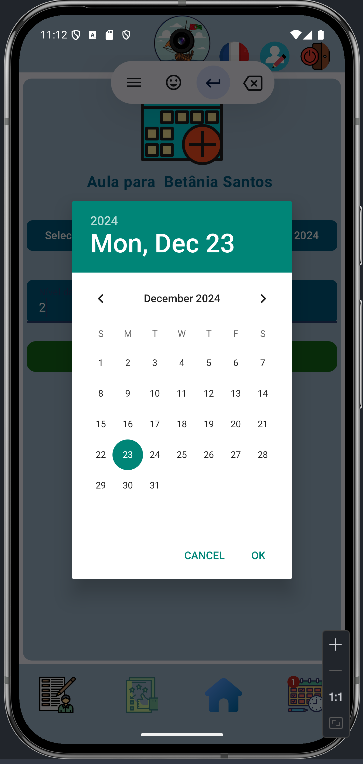 11:12
Aula para Betânia Santos
Selec 2024
2
2024
Mon, Dec 23
December 2024
S M T W T F S
1 2 3 4 5 6 7
8 9 10 11 12 13 14
15 16 17 18 19 20 21
22 23 24 25 26 27 28
29 30 31
CANCEL OK
1
1:1